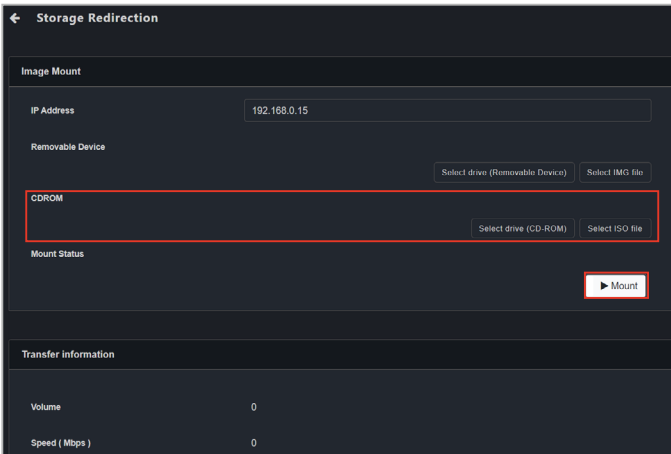 Storage Redirection
Image Mount
IP Address 192.168.0.15
Removable Device
Select drive (Removable Device) Select IMG file
CDROM
Select drive (CD-ROM) Select ISO file
Mount Status
Mount
Transfer information
Volume 0
Speed ( Mbps ) 0